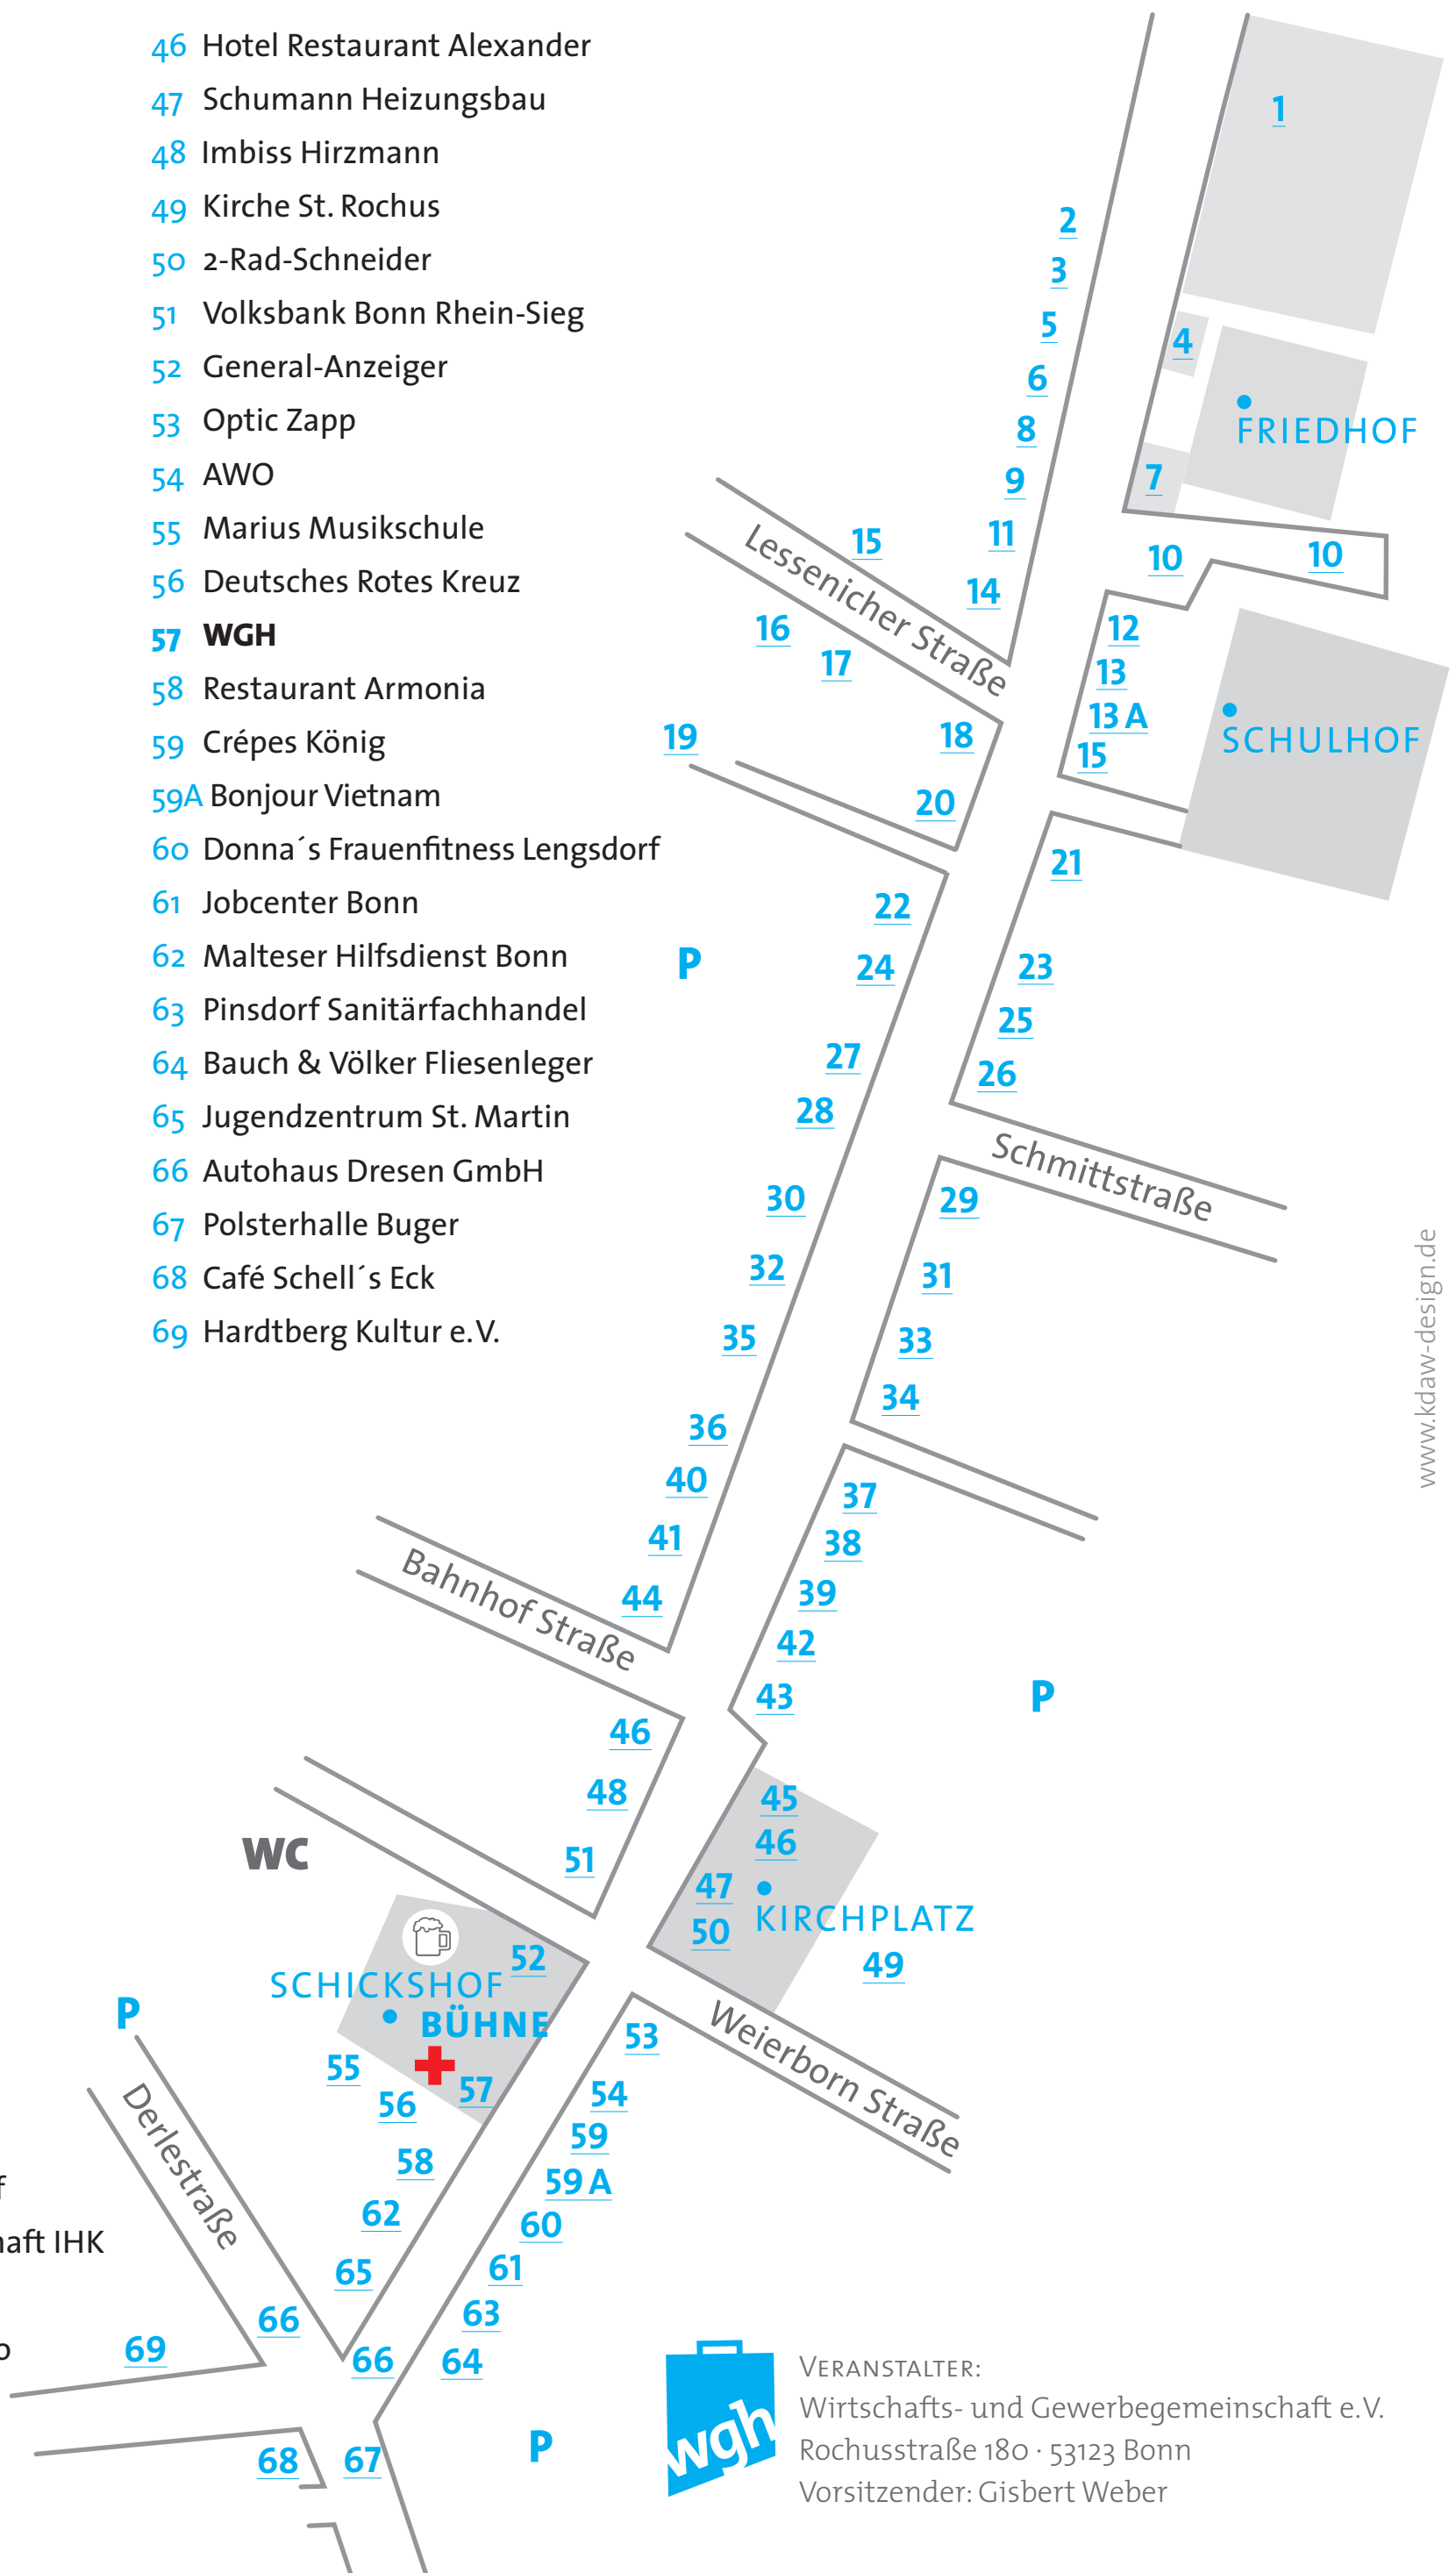 46 Hotel Restaurant Alexander
47 Schumann Heizungsbau
48 Imbiss Hirzmann
49 Kirche St. Rochus
50 2-Rad-Schneider
51 Volksbank Bonn Rhein-Sieg
52 General-Anzeiger
53 Optic Zapp
54 AWO
55 Marius Musikschule
56 Deutsches Rotes Kreuz
57 WGH
58 Restaurant Armonia
59 Crépes König
59A Bonjour Vietnam
60 Donna´s Frauenfitness Lengsdorf
61 Jobcenter Bonn
62 Malteser Hilfsdienst Bonn
63 Pinsdorf Sanitärfachhandel
64 Bauch & Völker Fliesenleger
65 Jugendzentrum St. Martin
66 Autohaus Dresen GmbH
67 Polsterhalle Buger
68 Café Schell´s Eck
69 Hardtberg Kultur e.V.
1
2
3
5
4
6
FRIEDHOF
8
7
9
11
15
10
10
14
Lessenicher Straße
16
12
17
13
13 A
18
19
SCHULHOF
15
20
21
22
P
24
23
25
27
26
28
Schmittstraße
30
29
32
31
35
33
34
36
40
37
41
38
39
44
Bahnhof Straße
42
43
P
46
48
45
46
WC
51
47
KIRCHPLATZ
50
49
52
SCHICKSHOF
BÜHNE
P
53
Weierborn Straße
55
57
54
56
59
Derlestraße
58
59 A
62
60
65
61
63
66
69
66
64
68
67
P
f
haft IHK
o
www.kdaw-design.de
wgh
VERANSTALTER:
Wirtschafts- und Gewerbegemeinschaft e.V.
Rochusstraße 180 · 53123 Bonn
Vorsitzender: Gisbert Weber